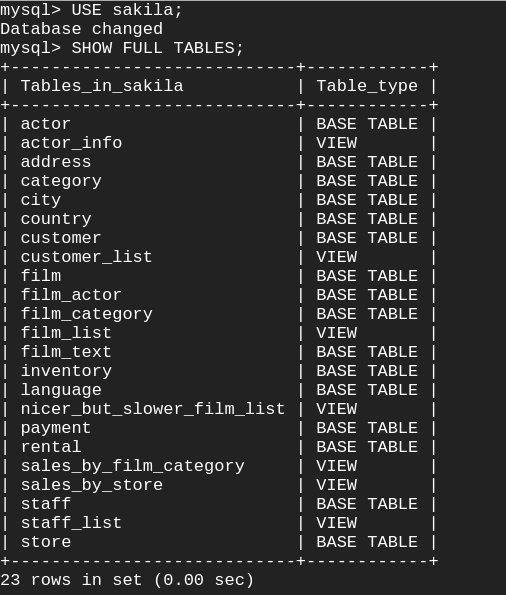 mysql> USE sakila;
Database changed
mysql> SHOW FULL TABLES;
+----------------------------+------------+
| Tables_in_sakila           | Table_type |
+----------------------------+------------+
| actor                      | BASE TABLE |
| actor_info                 | VIEW       |
| address                    | BASE TABLE |
| category                   | BASE TABLE |
| city                       | BASE TABLE |
| country                    | BASE TABLE |
| customer                   | BASE TABLE |
| customer_list              | VIEW       |
| film                       | BASE TABLE |
| film_actor                 | BASE TABLE |
| film_category              | BASE TABLE |
| film_list                  | VIEW       |
| film_text                  | BASE TABLE |
| inventory                  | BASE TABLE |
| language                   | BASE TABLE |
| nicer_but_slower_film_list | VIEW       |
| payment                    | BASE TABLE |
| rental                     | BASE TABLE |
| sales_by_film_category     | VIEW       |
| sales_by_store             | VIEW       |
| staff                      | BASE TABLE |
| staff_list                 | VIEW       |
| store                      | BASE TABLE |
+----------------------------+------------+
23 rows in set (0.00 sec)